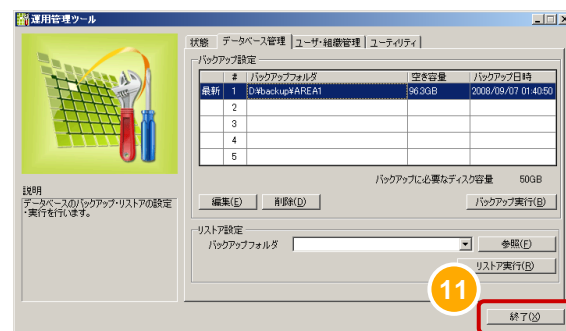 運用管理ツール
状態 データベース管理 ユーザ・組織管理 ユーティリティ
バックアップ設定
# バックアップフォルダ 空き容量 バックアップ日時
最新 1 D:¥backup¥AREA1 96.3GB 2008/09/07 01:40:50
2
3
4
5
バックアップに必要なディスク容量 50GB
編集(E) 削除(D) バックアップ実行(B)
説明
データベースのバックアップ・リストアの設定
・実行を行います。
リストア設定
バックアップフォルダ 参照(F)
リストア実行(R)
11
終了(X)